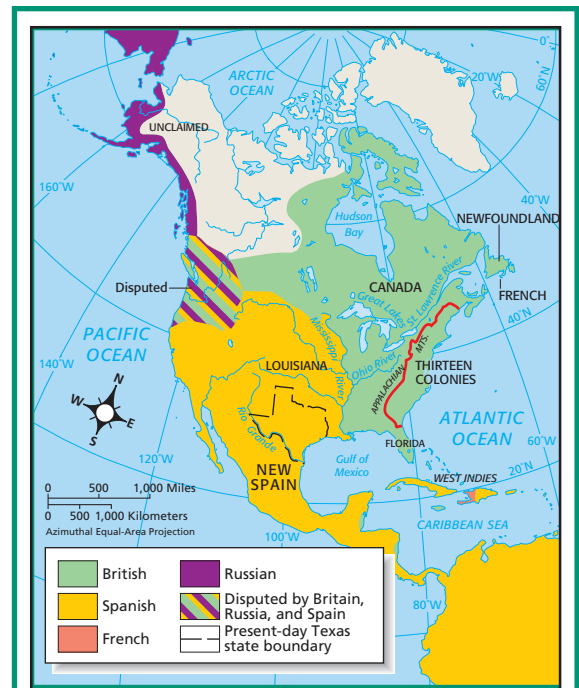 ARCTIC
OCEAN
0°
20°W
60°N
UNCLAIMED
160°W
40°W
Hudson
Bay
NEWFOUNDLAND
Disputed
CANADA
FRENCH
Great Lakes
St. Lawrence River
40°N
PACIFIC
OCEAN
Mississippi River
140°W
LOUISIANA
Ohio River
APPALACHIAN MTS.
THIRTEEN
COLONIES
N
W
E
S
Rio Grande
ATLANTIC
OCEAN
FLORIDA
60°W
120°W
NEW
SPAIN
Gulf of
Mexico
WEST INDIES
20°N
0 500 1,000 Miles
0 500 1,000 Kilometers
Azimuthal Equal-Area Projection
CARIBBEAN SEA
100°W
80°W
British
Spanish
French
Russian
Disputed by Britain,
Russia, and Spain
Present-day Texas
state boundary